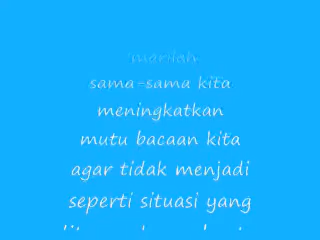 marilah
sama-sama kita
meningkatkan
mutu bacaan kita
agar tidak menjadi
seperti situasi yang